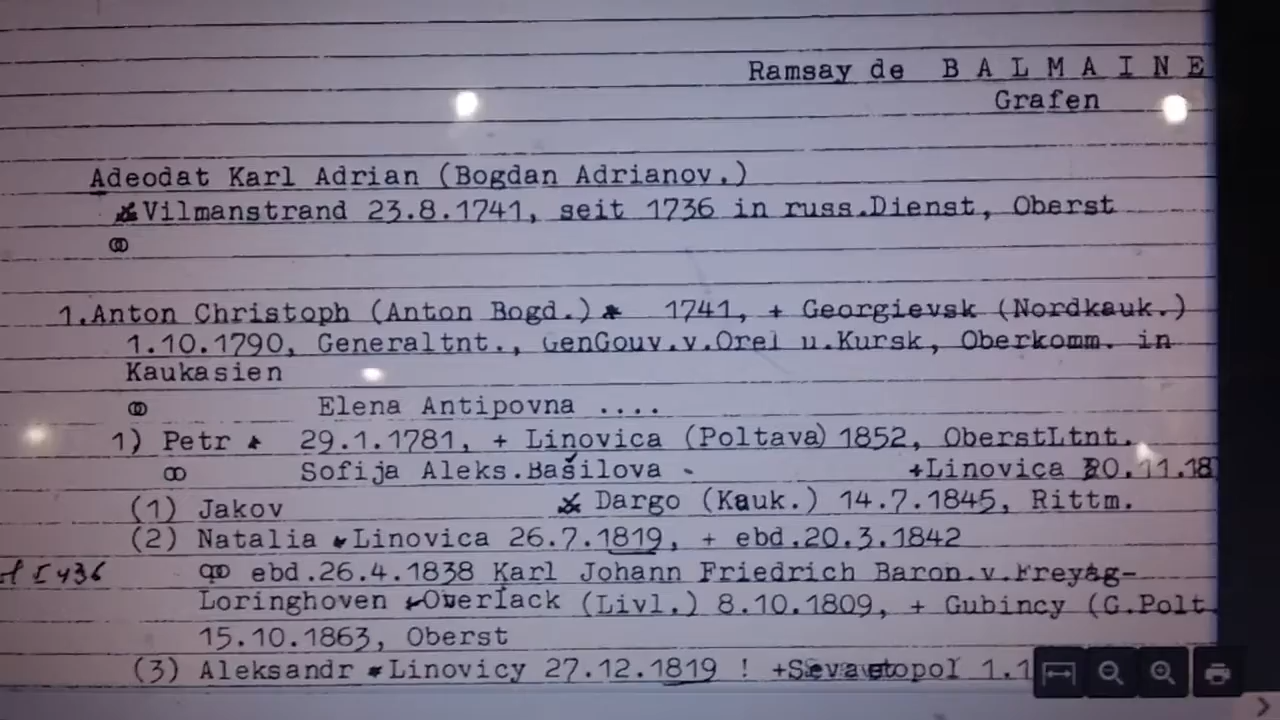 Ramsay de B A L M A I N E
Grafen
Adeodat Karl Adrian (Bogdan Adrianov.)
⚔Vilmanstrand 23.8.1741, seit 1736 in russ.Dienst, Oberst
⚭
1.Anton Christoph (Anton Bogd.) * 1741, + Georgievsk (Nordkauk.)
1.10.1790, Generaltnt., GenGouv.v.Orel u.Kursk, Oberkomm. in
Kaukasien
⚭ Elena Antipovna ....
1) Petr * 29.1.1781, + Linovica (Poltava) 1852, OberstLtnt.
⚭ Sofija Aleks.Bašilova - +Linovica 20.11.18
(1) Jakov ⚔ Dargo (Kauk.) 14.7.1845, Rittm.
(2) Natalia *Linovica 26.7.1819, + ebd.20.3.1842
I 436 ⚭ ebd.26.4.1838 Karl Johann Friedrich Baron.v.Freytag-
Loringhoven *Overlack (Livl.) 8.10.1809, + Gubincy (G.Polt
15.10.1863, Oberst
(3) Aleksandr *Linovicy 27.12.1819 ! +Sevastopol 1.1